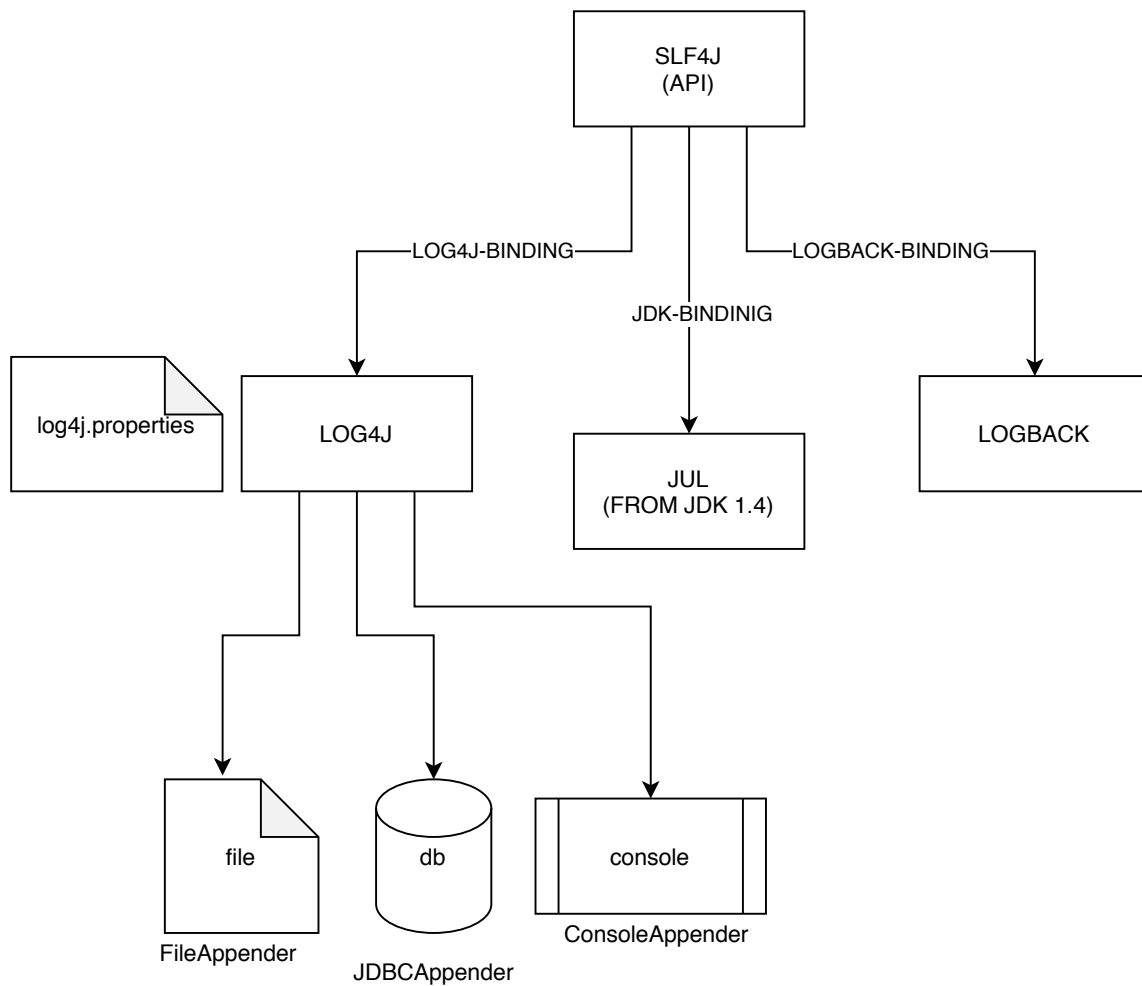 SLF4J
(API)
LOG4J-BINDING
LOGBACK-BINDING
JDK-BINDINIG
log4j.properties
LOG4J
JUL
(FROM JDK 1.4)
LOGBACK
file
db
console
FileAppender
JDBCAppender
ConsoleAppender